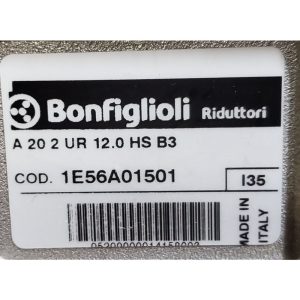 Bonfiglioli Riduttori
A 20 2 UR 12.0 HS B3
COD. 1E56A01501
I35
MADE IN
ITALY